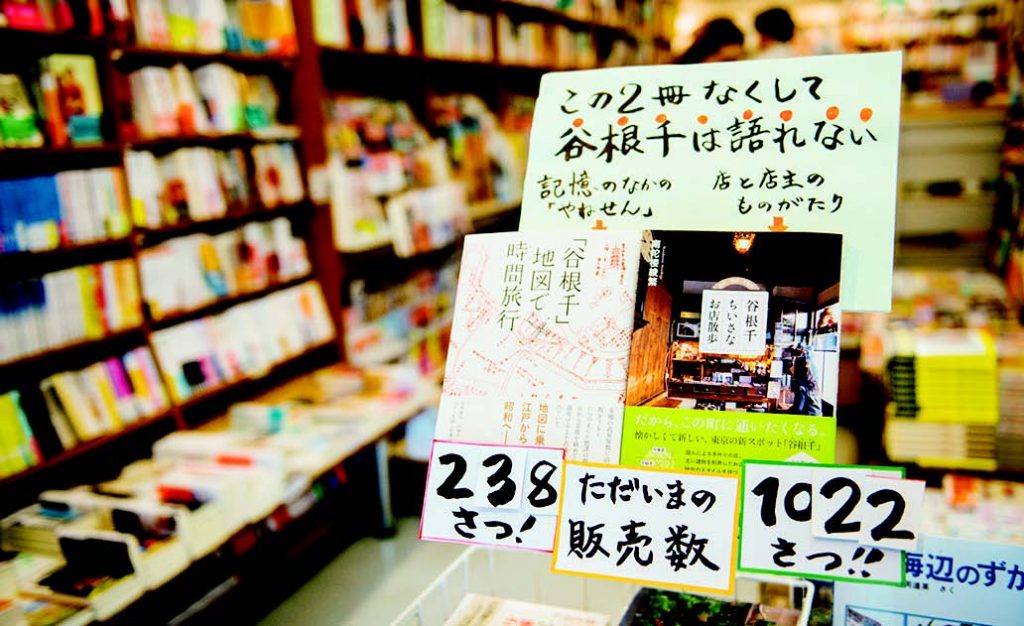 この2冊なくして
谷根千は語れない
記憶のなかの
「やねせん」
店と店主の
ものがたり
「谷根千」
地図で
時間旅行
地図に乗
江戸から
昭和へ―
南陀楼綾繁
谷根千
ちいさな
お店散歩
だから、この町に通いたくなる。
懐かしくて新しい、東京の新スポット「谷根千」
238
さつ!
ただいまの
販売数
1022
さつ!!
海辺のずか